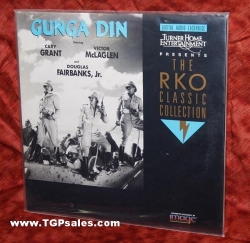 GUNGA DIN
starring
CARY
GRANT
VICTOR
McLAGLEN
and
DOUGLAS
FAIRBANKS, Jr.
TURNER HOME
ENTERTAINMENT
PRESENTS
THE
RKO
CLASSIC
COLLECTION
image
www.TGPsales.com